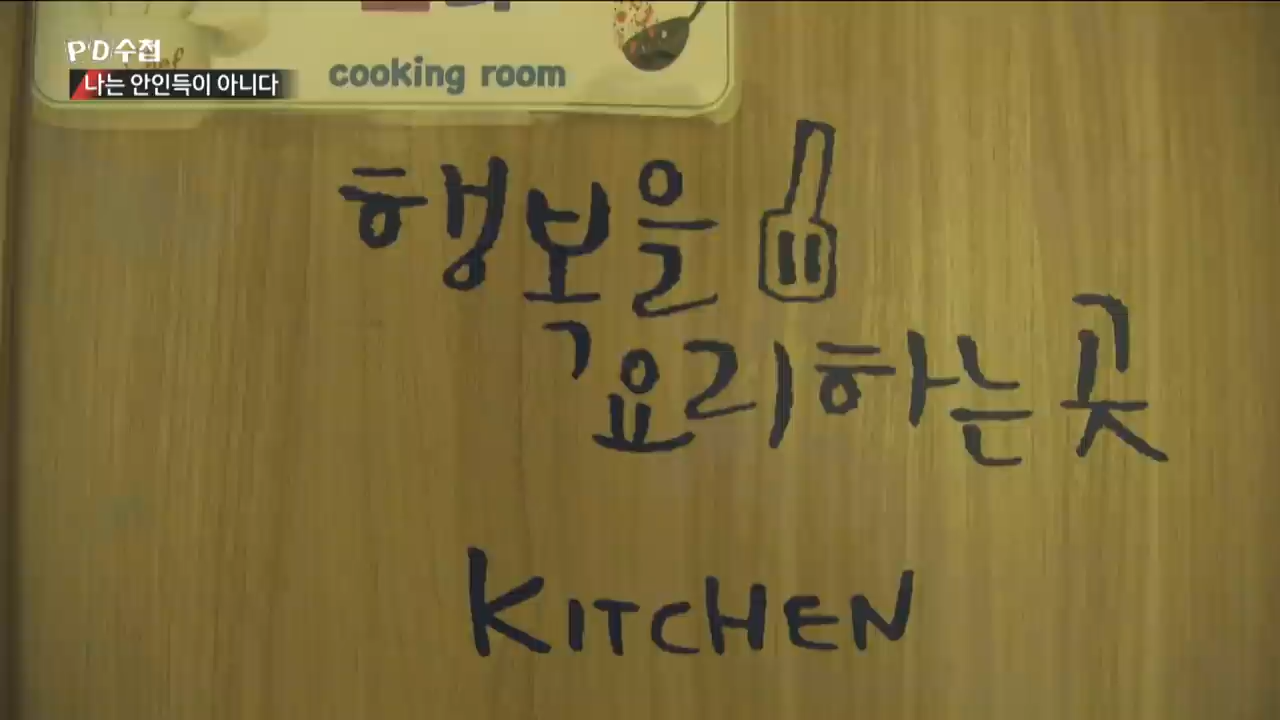 PD수첩
나는 안인득이 아니다
cooking room
행복을
요리하는 곳
KITCHEN